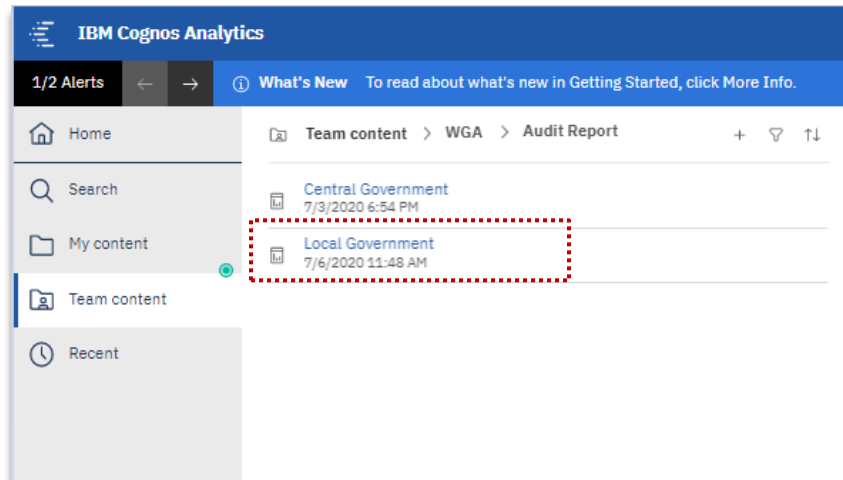 IBM Cognos Analytics
1/2 Alerts ← → What's New To read about what's new in Getting Started, click More Info.
Home
Team content > WGA > Audit Report
Search
Central Government
7/3/2020 6:54 PM
My content
Local Government
7/6/2020 11:48 AM
Team content
Recent